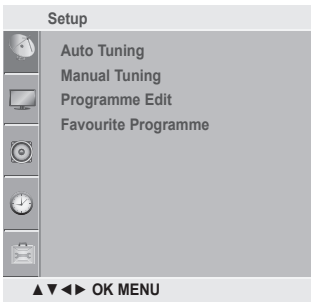 Setup
Auto Tuning
Manual Tuning
Programme Edit
Favourite Programme
▲▼◄► OK MENU